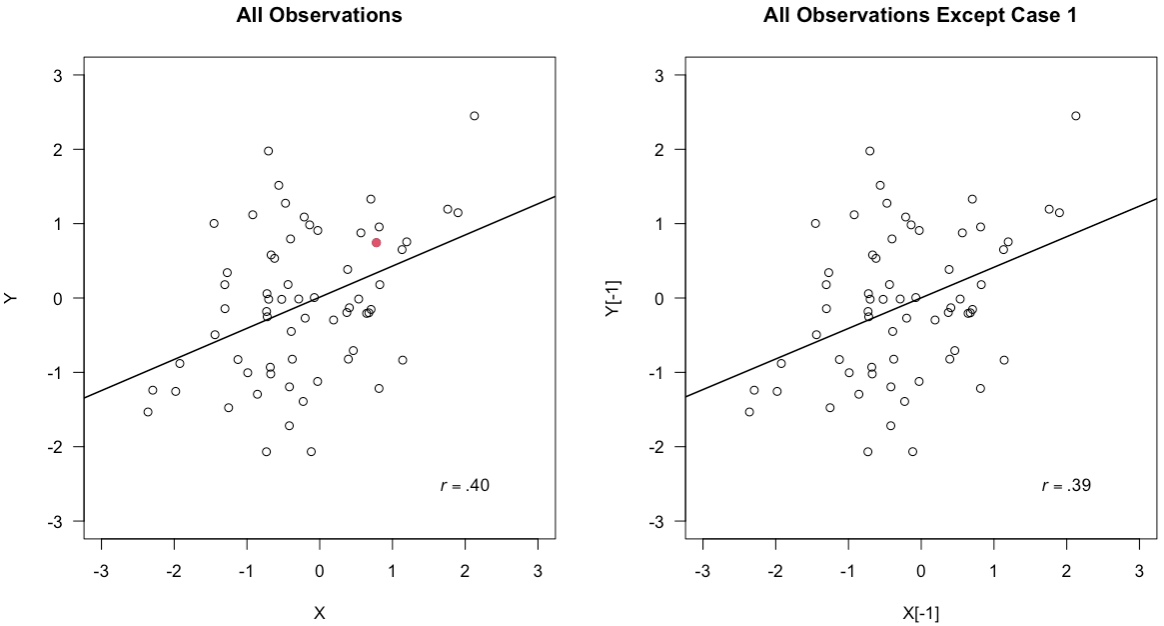 All Observations
3
2
1
0
-1
-2
-3
Y
r = .40
-3 -2 -1 0 1 2 3
X
All Observations Except Case 1
3
2
1
0
-1
-2
-3
Y[-1]
r = .39
-3 -2 -1 0 1 2 3
X[-1]